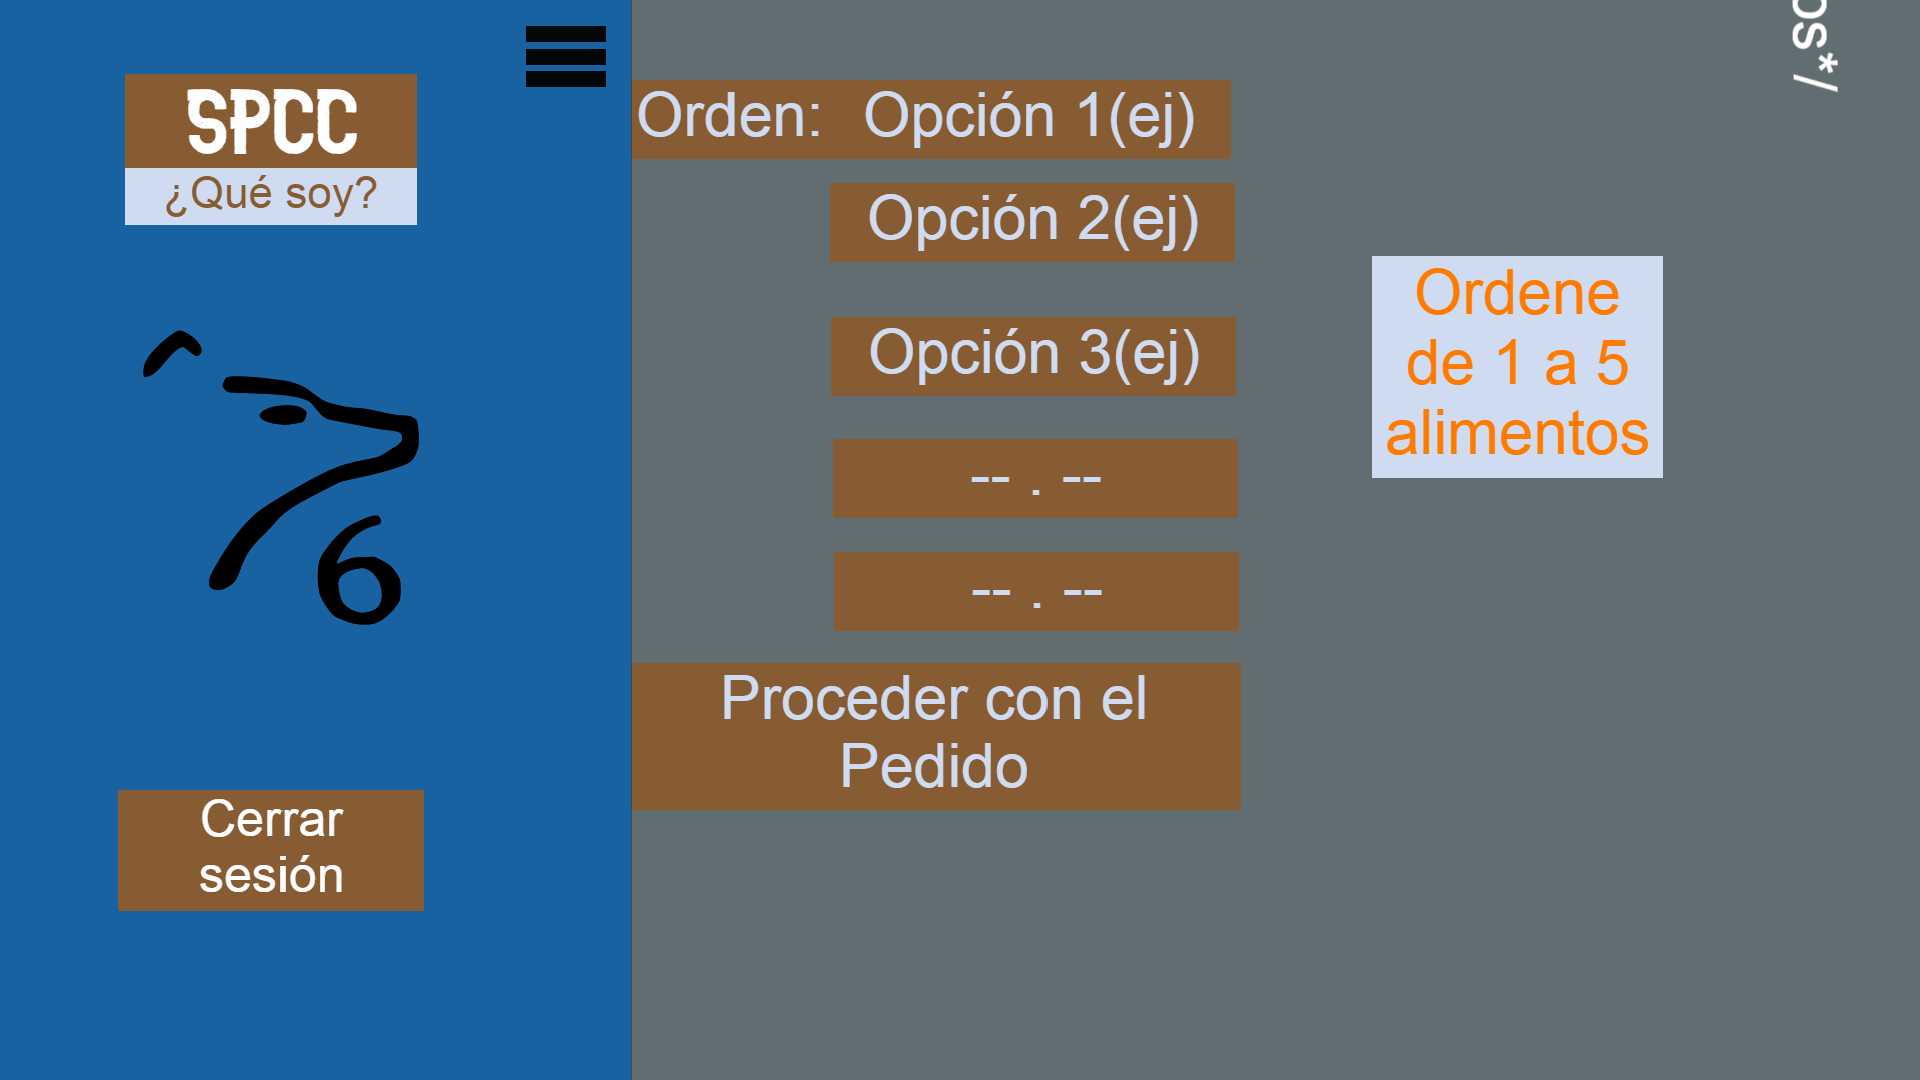 SPCC
¿Qué soy?
6
Cerrar
sesión
Orden: Opción 1(ej)
Opción 2(ej)
Opción 3(ej)
-- . --
-- . --
Proceder con el
Pedido
Ordene
de 1 a 5
alimentos
os*/